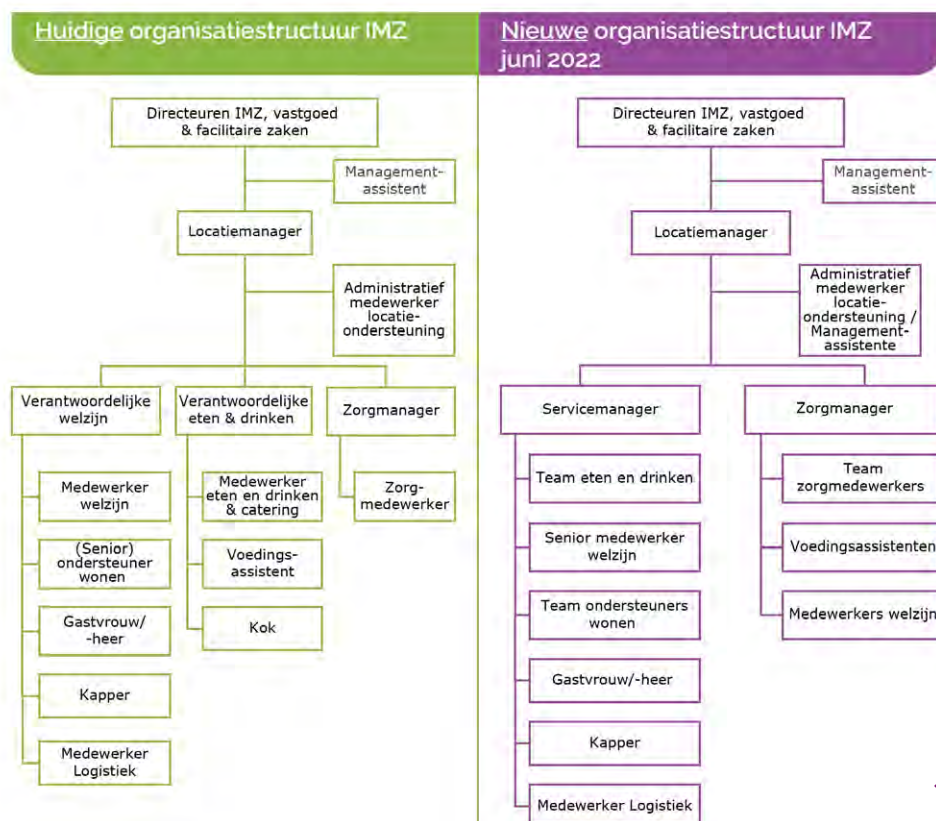 Huidige organisatiestructuur IMZ
Directeuren IMZ, vastgoed
& facilitaire zaken
Management-
assistent
Locatiemanager
Administratief
medewerker
locatie-
ondersteuning
Verantwoordelijke
welzijn
Verantwoordelijke
eten & drinken
Zorgmanager
Medewerker
welzijn
(Senior)
ondersteuner
wonen
Gastvrouw/
-heer
Kapper
Medewerker
Logistiek
Medewerker
eten en drinken
& catering
Voedings-
assistent
Kok
Zorg-
medewerker
Nieuwe organisatiestructuur IMZ
juni 2022
Directeuren IMZ, vastgoed
& facilitaire zaken
Management-
assistent
Locatiemanager
Administratief
medewerker
locatie-
ondersteuning /
Management-
assistente
Servicemanager
Zorgmanager
Team eten en drinken
Senior medewerker
welzijn
Team ondersteuners
wonen
Gastvrouw/-heer
Kapper
Medewerker Logistiek
Team
zorgmedewerkers
Voedingsassistenten
Medewerkers welzijn